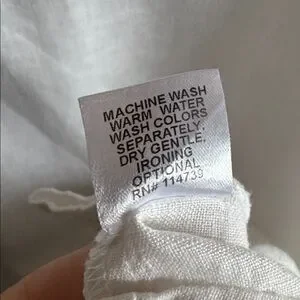 MACHINE WASH
WARM WATER
WASH COLORS
SEPARATELY.
DRY GENTLE.
IRONING
OPTIONAL
RN# 114739